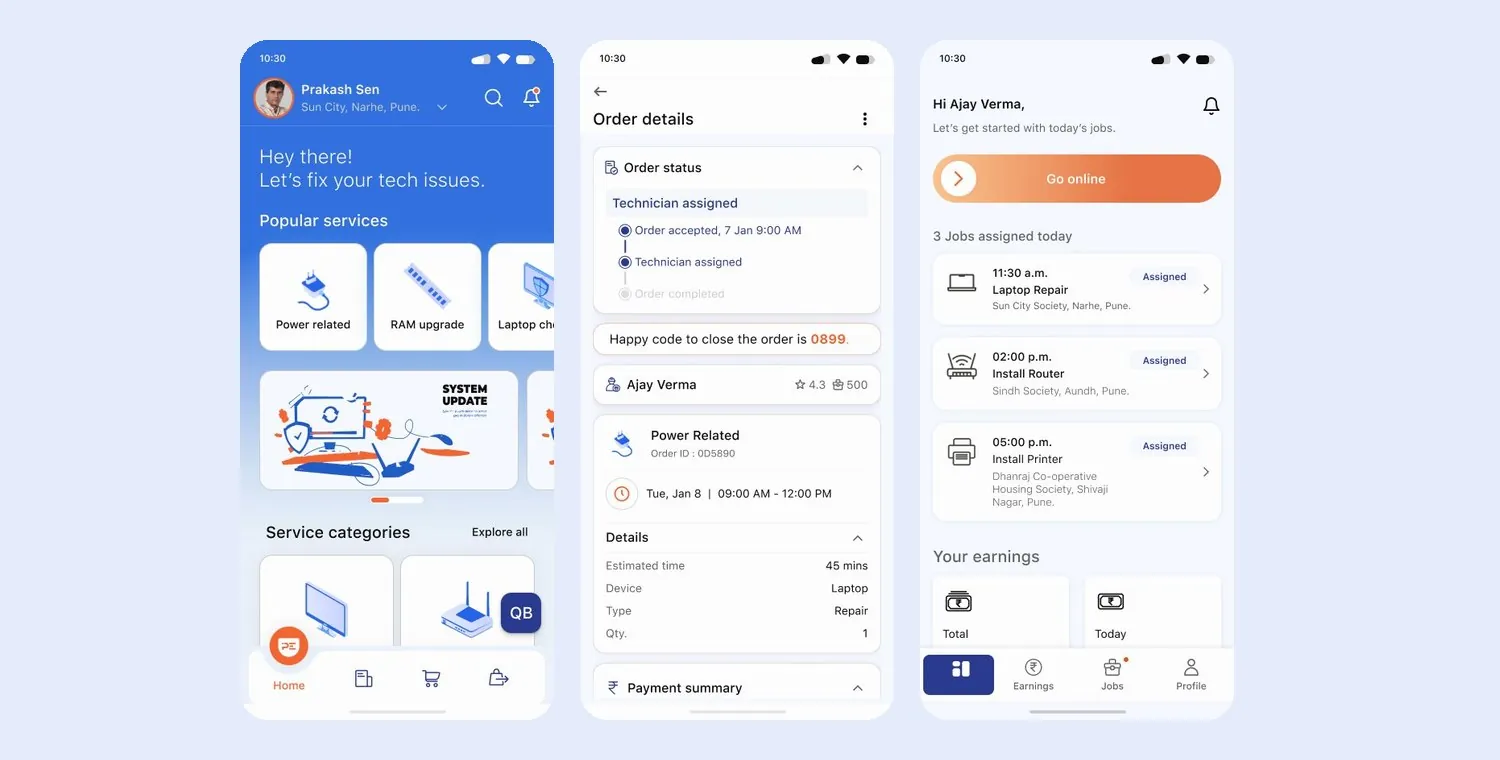 10:30
Prakash Sen
Sun City, Narhe, Pune.
Hey there!
Let's fix your tech issues.
Popular services
Power related
RAM upgrade
Laptop che
SYSTEM
UPDATE
Service categories
Explore all
QB
Home
10:30
Order details
Order status
Technician assigned
Order accepted, 7 Jan 9:00 AM
Technician assigned
Order completed
Happy code to close the order is 0899.
Ajay Verma
4.3
500
Power Related
Order ID : 0D5890
Tue, Jan 8 | 09:00 AM - 12:00 PM
Details
Estimated time 45 mins
Device Laptop
Type Repair
Qty. 1
₹ Payment summary
10:30
Hi Ajay Verma,
Let's get started with today's jobs.
Go online
3 Jobs assigned today
11:30 a.m.
Assigned
Laptop Repair
Sun City Society, Narhe, Pune.
02:00 p.m.
Assigned
Install Router
Sindh Society, Aundh, Pune.
05:00 p.m.
Assigned
Install Printer
Dhanraj Co-operative
Housing Society, Shivaji
Nagar, Pune.
Your earnings
Total
Today
Earnings
Jobs
Profile